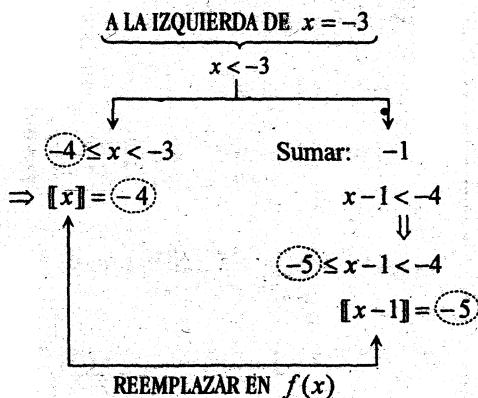 A LA IZQUIERDA DE x = −3
x < −3
−4 ≤ x < −3
⇒ ⟦x⟧ = −4
Sumar: −1
x − 1 < −4
⇓
−5 ≤ x − 1 < −4
⟦x − 1⟧ = −5
REEMPLAZAR EN f(x)